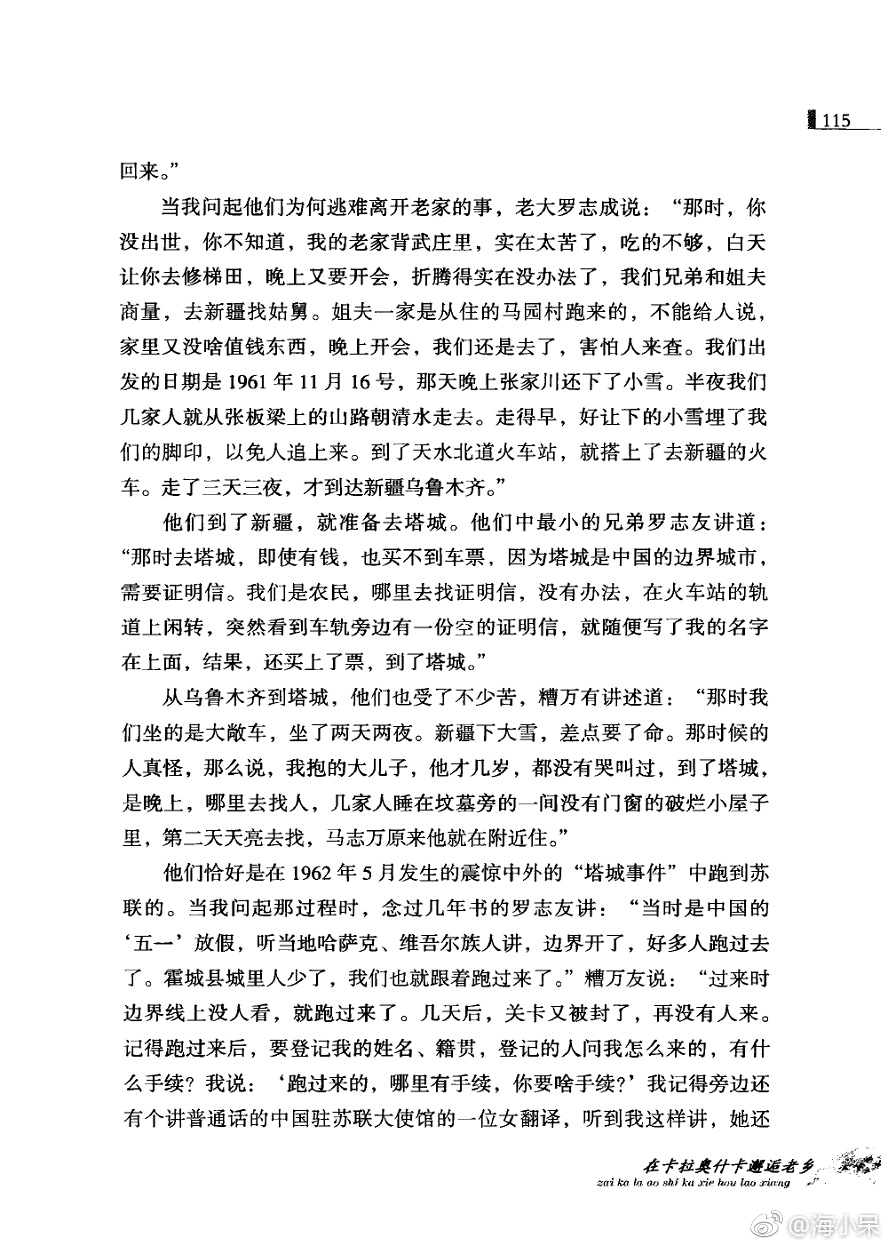 115
回来。”
当我问起他们为何逃难离开老家的事，老大罗志成说：“那时，你
没出世，你不知道，我的老家背武庄里，实在太苦了，吃的不够，白天
让你去修梯田，晚上又要开会，折腾得实在没办法了，我们兄弟和姐夫
商量，去新疆找姑舅。姐夫一家是从住的马园村跑来的，不能给人说，
家里又没啥值钱东西，晚上开会，我们还是去了，害怕人来查。我们出
发的日期是 1961 年 11 月 16 号，那天晚上张家川还下了小雪。半夜我们
几家人就从张板梁上的山路朝清水走去。走得早，好让下的小雪埋了我
们的脚印，以免人追上来。到了天水北道火车站，就搭上了去新疆的火
车。走了三天三夜，才到达新疆乌鲁木齐。”
他们到了新疆，就准备去塔城。他们中最小的兄弟罗志友讲道：
“那时去塔城，即使有钱，也买不到车票，因为塔城是中国的边界城市，
需要证明信。我们是农民，哪里去找证明信，没有办法，在火车站的轨
道上闲转，突然看到车轨旁边有一份空的证明信，就随便写了我的名字
在上面，结果，还买上了票，到了塔城。”
从乌鲁木齐到塔城，他们也受了不少苦，糟万有讲述道：“那时我
们坐的是大敞车，坐了两天两夜。新疆下大雪，差点要了命。那时候的
人真怪，那么说，我抱的大儿子，他才几岁，都没有哭叫过，到了塔城，
是晚上，哪里去找人，几家人睡在坟墓旁的一间没有门窗的破烂小屋子
里，第二天天亮去找，马志万原来他就在附近住。”
他们恰好是在 1962 年 5 月发生的震惊中外的“塔城事件”中跑到苏
联的。当我问起那过程时，念过几年书的罗志友讲：“当时是中国的
‘五一’放假，听当地哈萨克、维吾尔族人讲，边界开了，好多人跑过去
了。霍城县城里人少了，我们也就跟着跑过来了。”糟万友说：“过来时
边界线上没人看，就跑过来了。几天后，关卡又被封了，再没有人来。
记得跑过来后，要登记我的姓名、籍贯，登记的人问我怎么来的，有什
么手续？我说：‘跑过来的，哪里有手续，你要啥手续？’我记得旁边还
有个讲普通话的中国驻苏联大使馆的一位女翻译，听到我这样讲，她还
在卡拉奥什卡邂逅老乡
zai ka la ao shi ka xie hou lao xiang
@海小呆